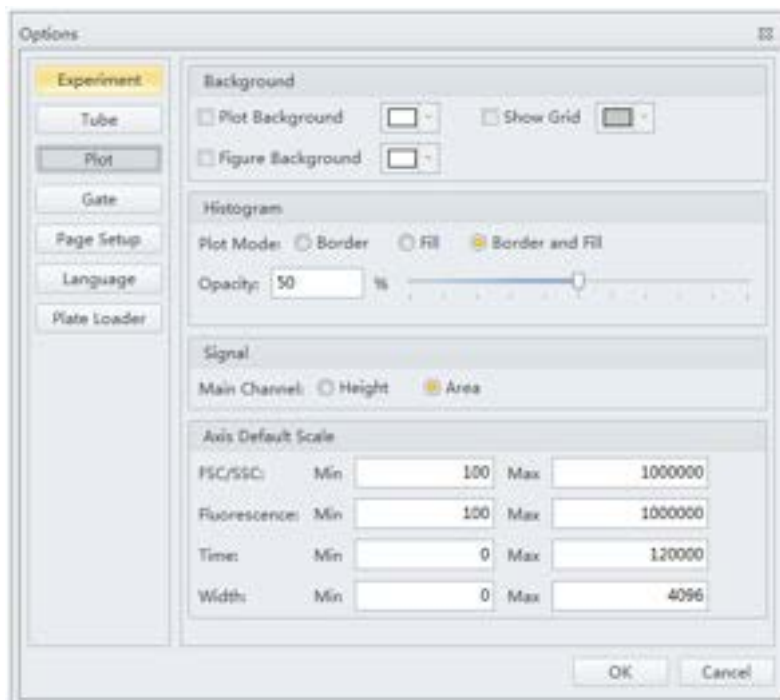 Options
Experiment
Tube
Plot
Gate
Page Setup
Language
Plate Loader
Background
Plot Background
Show Grid
Figure Background
Histogram
Plot Mode: Border Fill Border and Fill
Opacity: 50 %
Signal
Main Channel: Height Area
Axis Default Scale
FSC/SSC: Min 100 Max 1000000
Fluorescence: Min 100 Max 1000000
Time: Min 0 Max 120000
Width: Min 0 Max 4096
OK Cancel